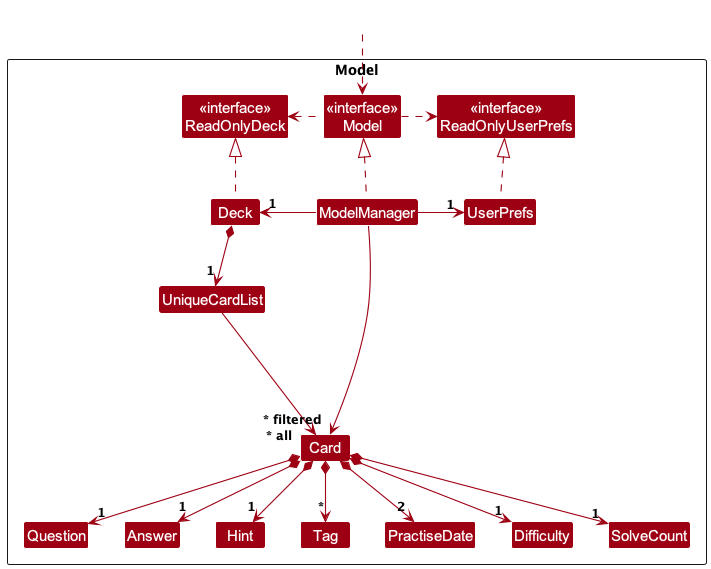 Model
«interface»
ReadOnlyDeck
«interface»
Model
«interface»
ReadOnlyUserPrefs
Deck
1
ModelManager
1
UserPrefs
1
UniqueCardList
* filtered
* all
Card
1
1
1
*
2
1
1
Question
Answer
Hint
Tag
PractiseDate
Difficulty
SolveCount